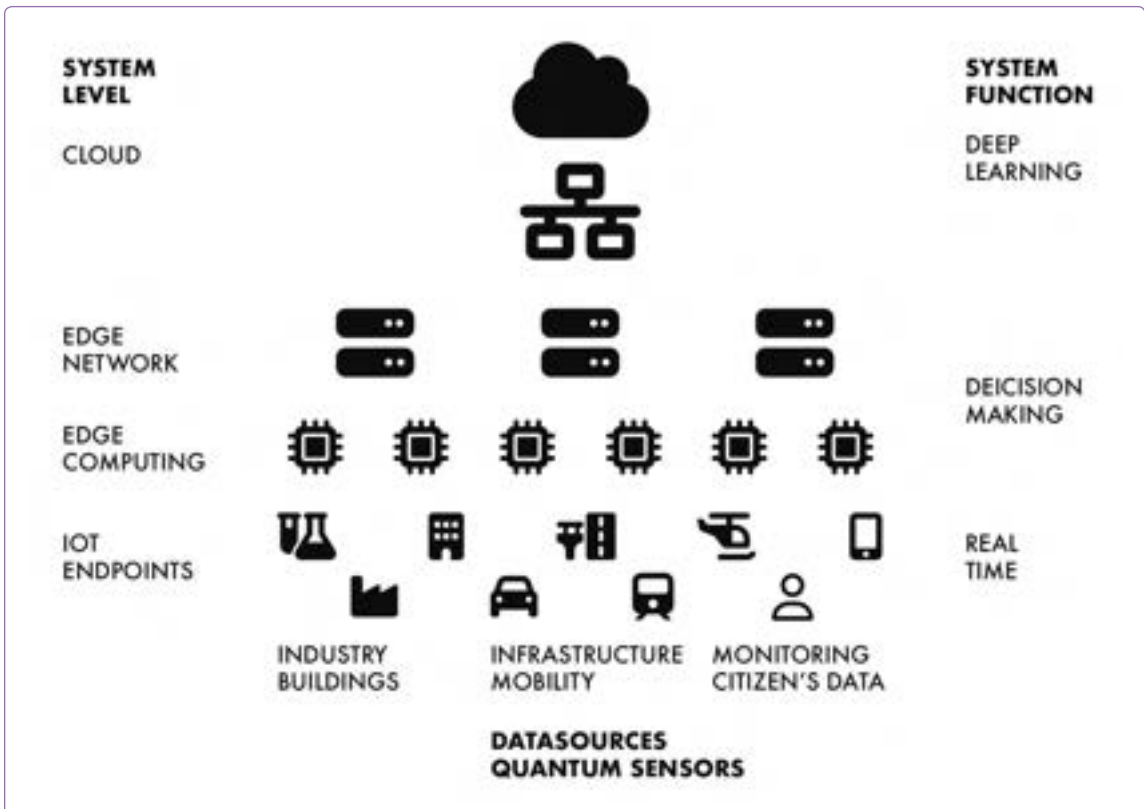 SYSTEM
LEVEL
SYSTEM
FUNCTION
CLOUD
DEEP
LEARNING
EDGE
NETWORK
DEICISION
MAKING
EDGE
COMPUTING
IOT
ENDPOINTS
REAL
TIME
INDUSTRY
BUILDINGS
INFRASTRUCTURE
MOBILITY
MONITORING
CITIZEN'S DATA
DATASOURCES
QUANTUM SENSORS